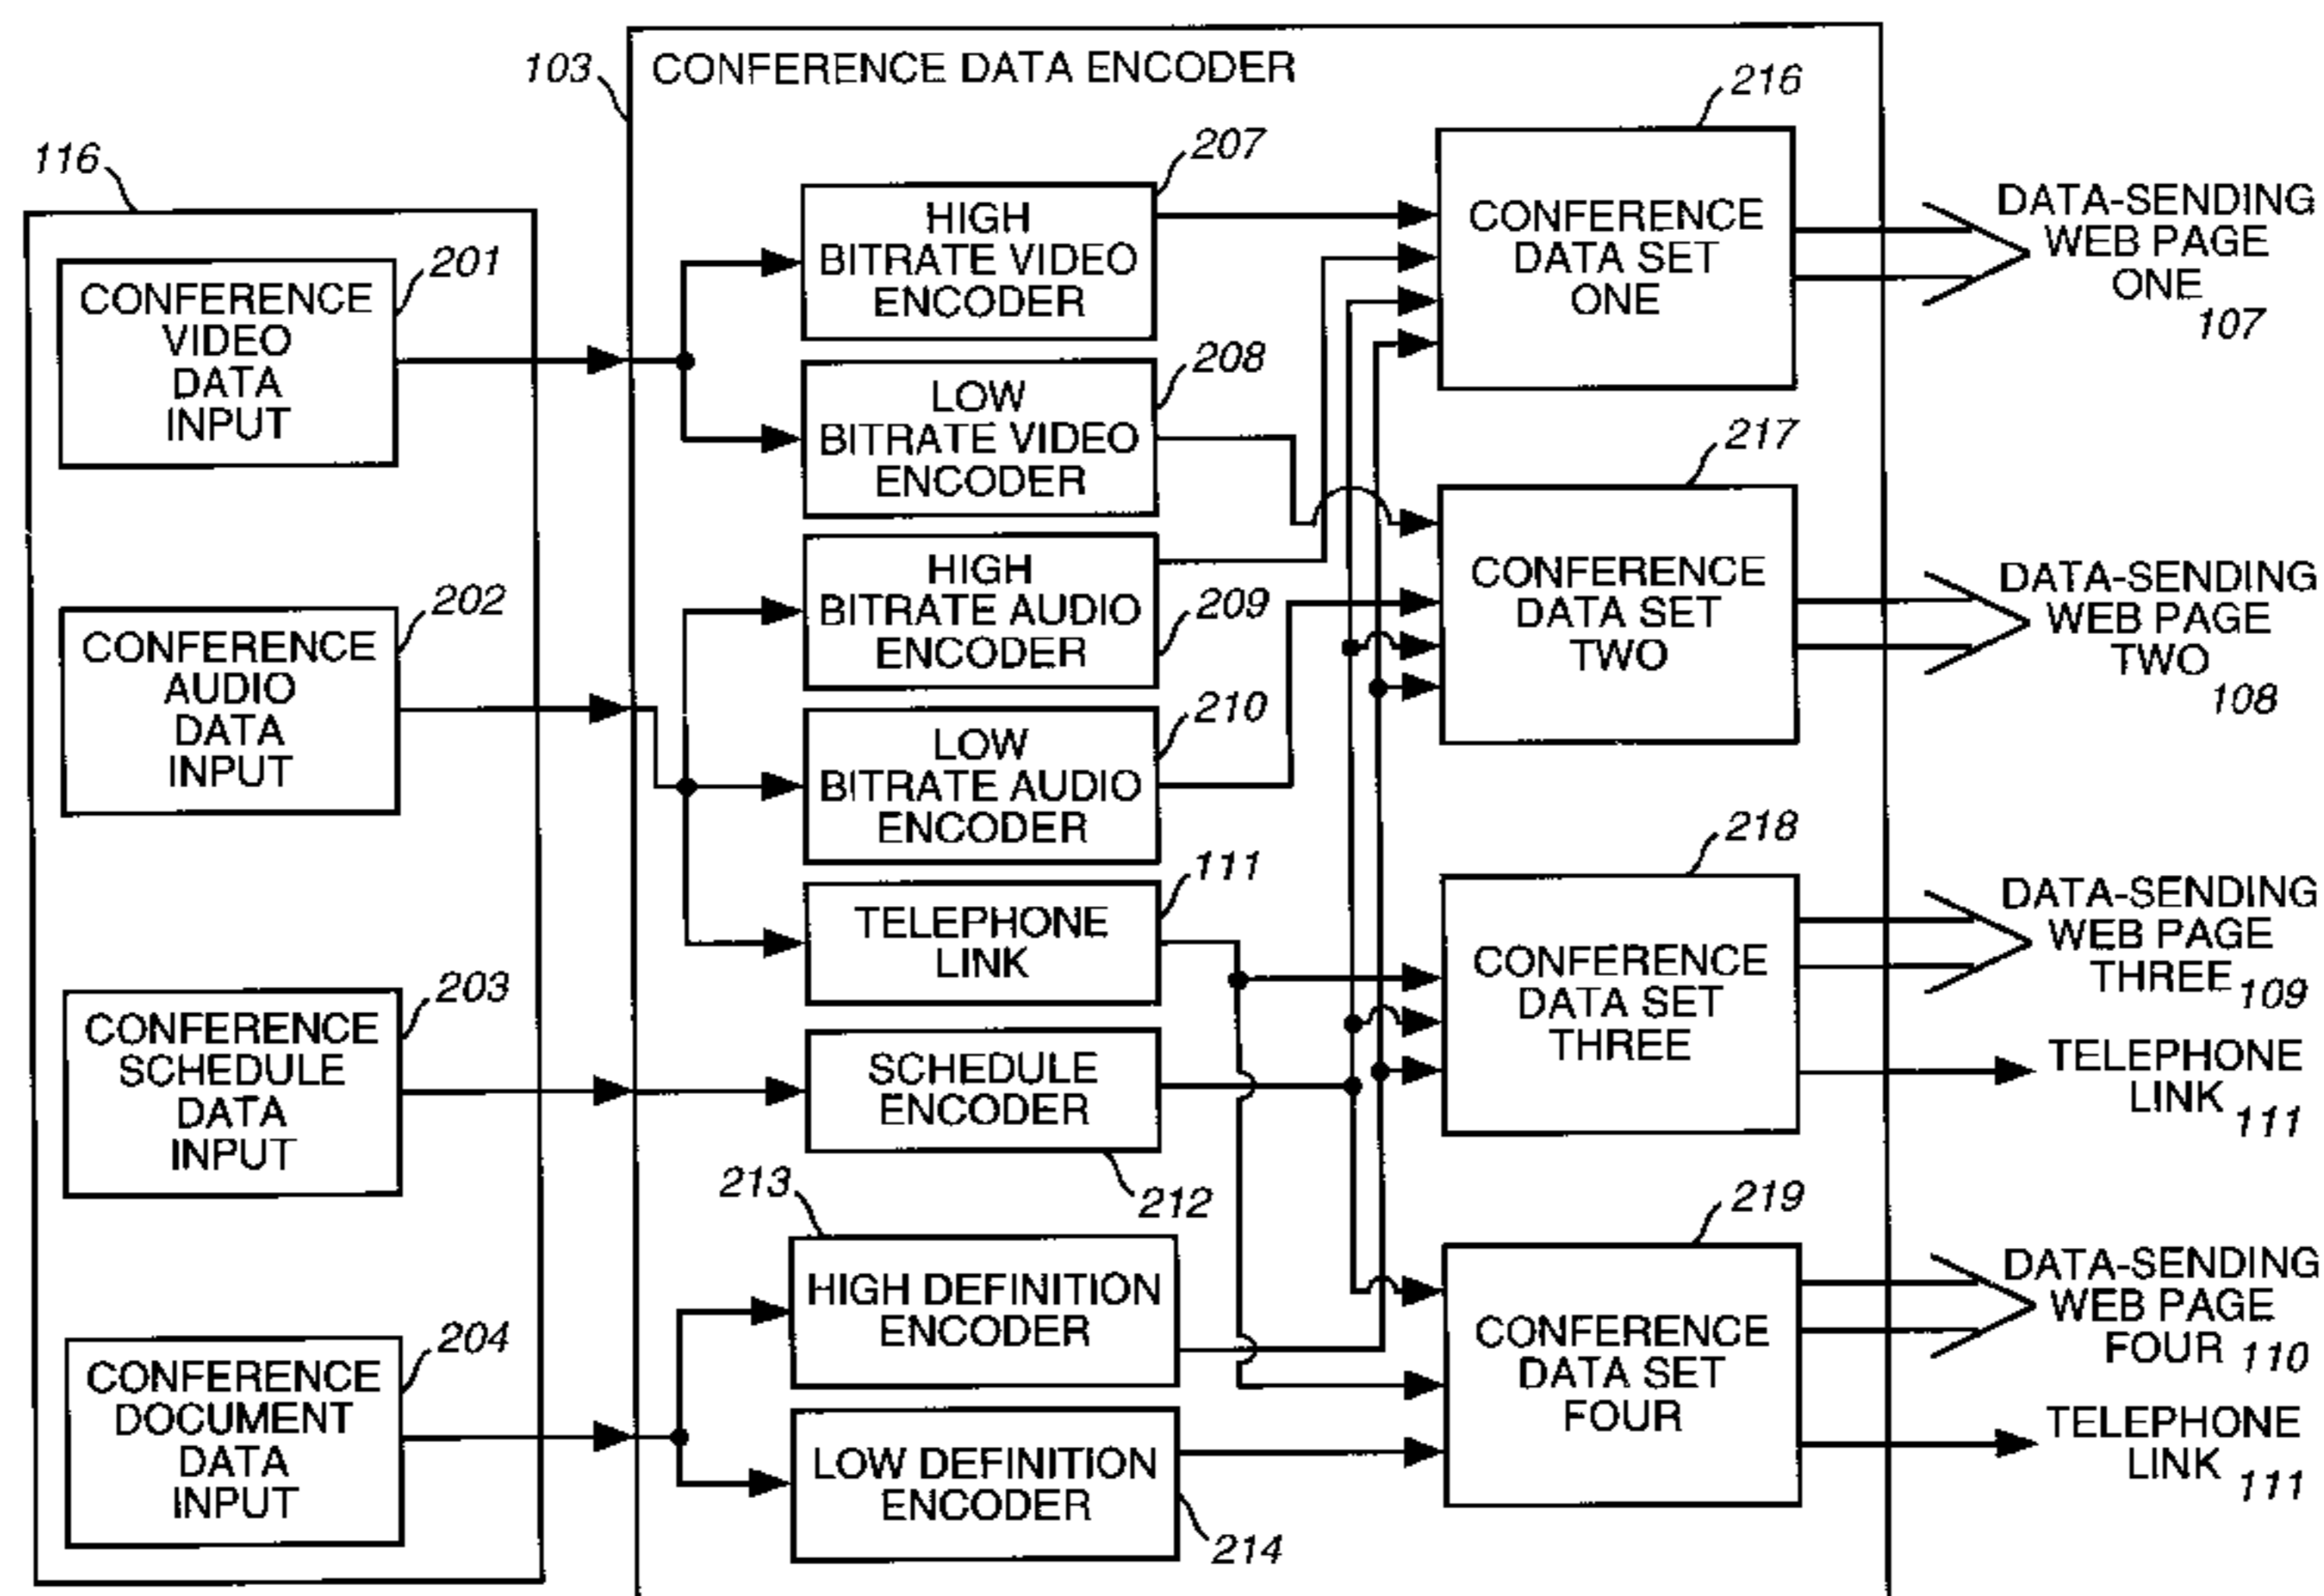 103
CONFERENCE DATA ENCODER
116
CONFERENCE
VIDEO
DATA
INPUT
201
CONFERENCE
AUDIO
DATA
INPUT
202
CONFERENCE
SCHEDULE
DATA
INPUT
203
CONFERENCE
DOCUMENT
DATA
INPUT
204
HIGH
BITRATE VIDEO
ENCODER
207
LOW
BITRATE VIDEO
ENCODER
208
HIGH
BITRATE AUDIO
ENCODER
209
LOW
BITRATE AUDIO
ENCODER
210
TELEPHONE
LINK
111
SCHEDULE
ENCODER
212
213
HIGH DEFINITION
ENCODER
LOW DEFINITION
ENCODER
214
216
CONFERENCE
DATA SET
ONE
217
CONFERENCE
DATA SET
TWO
218
CONFERENCE
DATA SET
THREE
219
CONFERENCE
DATA SET
FOUR
DATA-SENDING
WEB PAGE
ONE
107
DATA-SENDING
WEB PAGE
TWO
108
DATA-SENDING
WEB PAGE
THREE 109
TELEPHONE
LINK 111
DATA-SENDING
WEB PAGE
FOUR 110
TELEPHONE
LINK 111